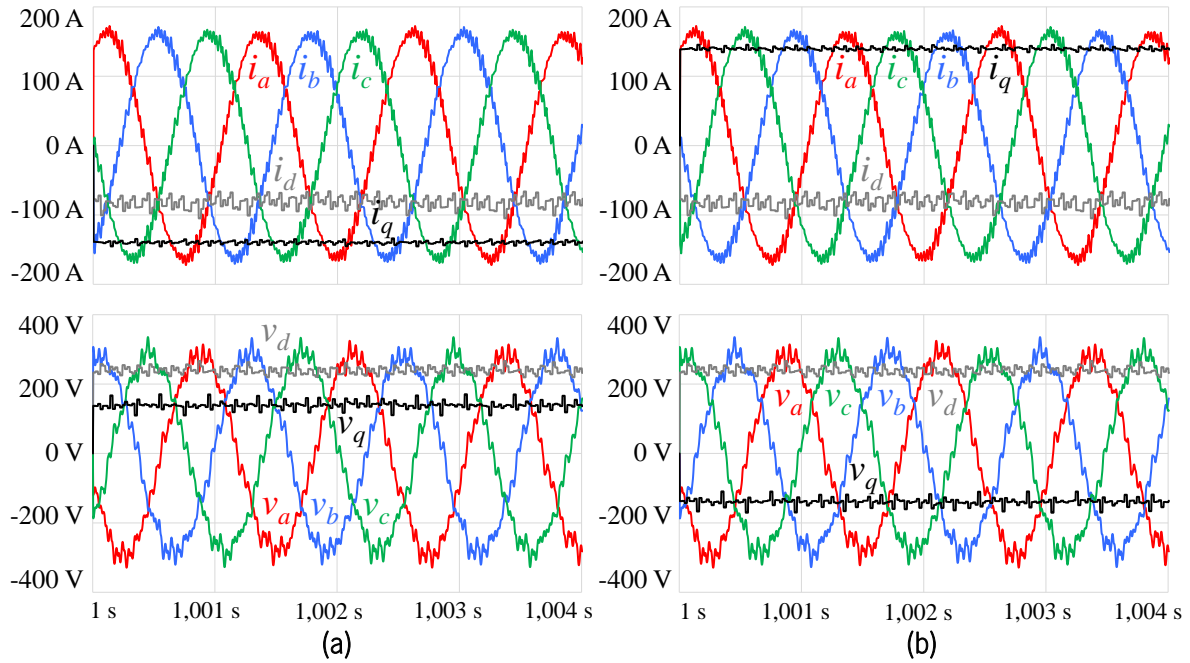 200 A
100 A
0 A
-100 A
-200 A
i_a i_b i_c
i_d
i_q
400 V
200 V
0 V
-200 V
-400 V
v_d
v_q
v_a v_b v_c
1 s 1,001 s 1,002 s 1,003 s 1,004 s
(a)
200 A
100 A
0 A
-100 A
-200 A
i_a i_c i_b i_q
i_d
400 V
200 V
0 V
-200 V
-400 V
v_a v_c v_b v_d
v_q
1 s 1,001 s 1,002 s 1,003 s 1,004 s
(b)